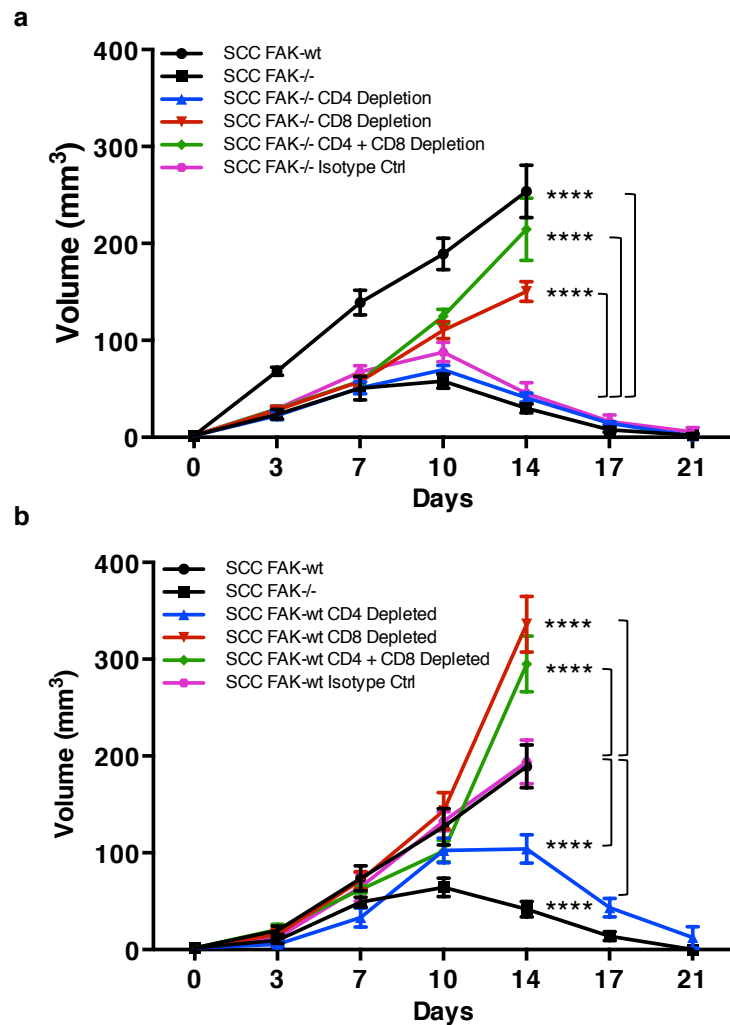 a
Volume (mm3)
400
300
200
100
0
SCC FAK-wt
SCC FAK-/-
SCC FAK-/- CD4 Depletion
SCC FAK-/- CD8 Depletion
SCC FAK-/- CD4 + CD8 Depletion
SCC FAK-/- Isotype Ctrl
****
****
****
0 3 7 10 14 17 21
Days
b
Volume (mm3)
400
300
200
100
0
SCC FAK-wt
SCC FAK-/-
SCC FAK-wt CD4 Depleted
SCC FAK-wt CD8 Depleted
SCC FAK-wt CD4 + CD8 Depleted
SCC FAK-wt Isotype Ctrl
****
****
****
****
0 3 7 10 14 17 21
Days